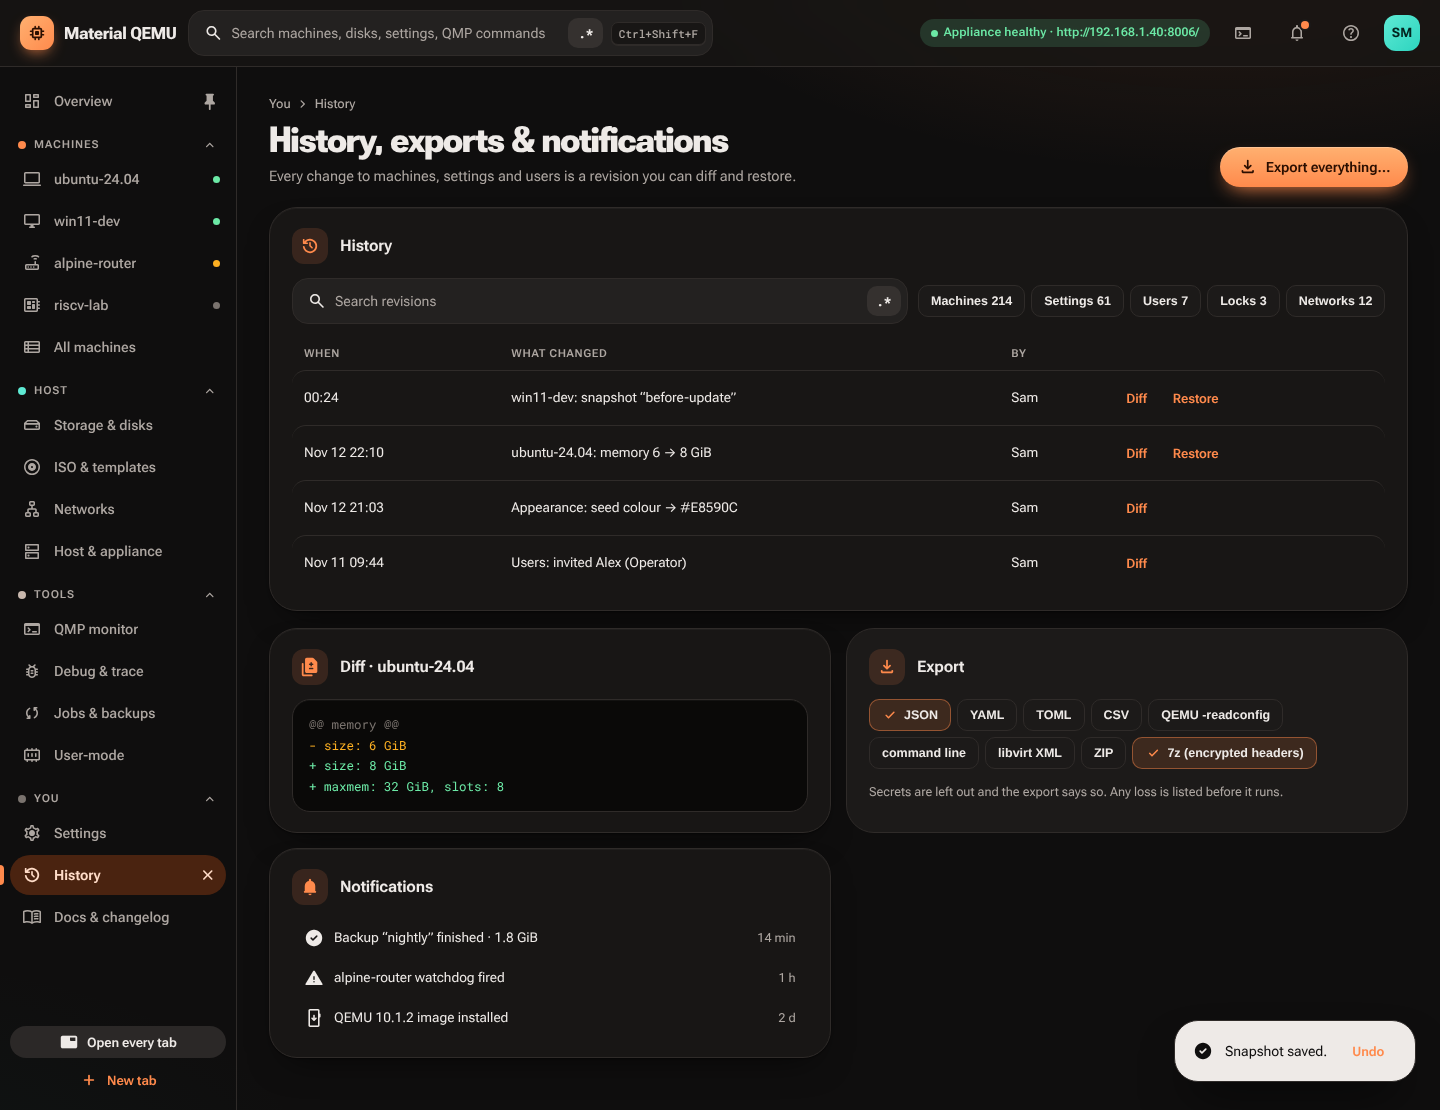 Material QEMU
Search machines, disks, settings, QMP commands
.*
Ctrl+Shift+F
Appliance healthy · http://192.168.1.40:8006/
SM
Overview
MACHINES
ubuntu-24.04
win11-dev
alpine-router
riscv-lab
All machines
HOST
Storage & disks
ISO & templates
Networks
Host & appliance
TOOLS
QMP monitor
Debug & trace
Jobs & backups
User-mode
YOU
Settings
History
Docs & changelog
Open every tab
New tab
You > History
History, exports & notifications
Every change to machines, settings and users is a revision you can diff and restore.
Export everything...
History
Search revisions
.*
Machines 214
Settings 61
Users 7
Locks 3
Networks 12
WHEN WHAT CHANGED BY
00:24 win11-dev: snapshot “before-update” Sam Diff Restore
Nov 12 22:10 ubuntu-24.04: memory 6 → 8 GiB Sam Diff Restore
Nov 12 21:03 Appearance: seed colour → #E8590C Sam Diff
Nov 11 09:44 Users: invited Alex (Operator) Sam Diff
Diff · ubuntu-24.04
@@ memory @@
- size: 6 GiB
+ size: 8 GiB
+ maxmem: 32 GiB, slots: 8
Export
JSON YAML TOML CSV QEMU -readconfig
command line libvirt XML ZIP 7z (encrypted headers)
Secrets are left out and the export says so. Any loss is listed before it runs.
Notifications
Backup “nightly” finished · 1.8 GiB 14 min
alpine-router watchdog fired 1 h
QEMU 10.1.2 image installed 2 d
Snapshot saved. Undo